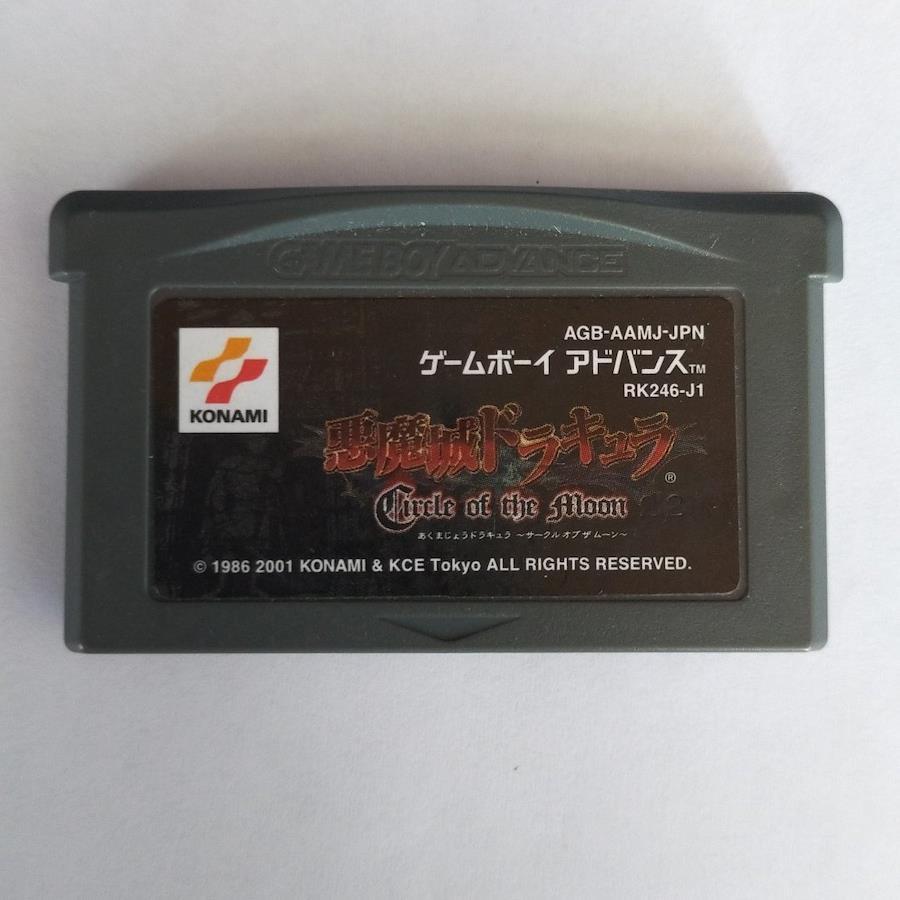 GAME BOY ADVANCE
KONAMI
AGB-AAMJ-JPN
ゲームボーイ アドバンス™
RK246-J1
悪魔城ドラキュラ®
Circle of the Moon
あくまじょうドラキュラ ～サークル オブ ザ ムーン～
© 1986 2001 KONAMI & KCE Tokyo ALL RIGHTS RESERVED.